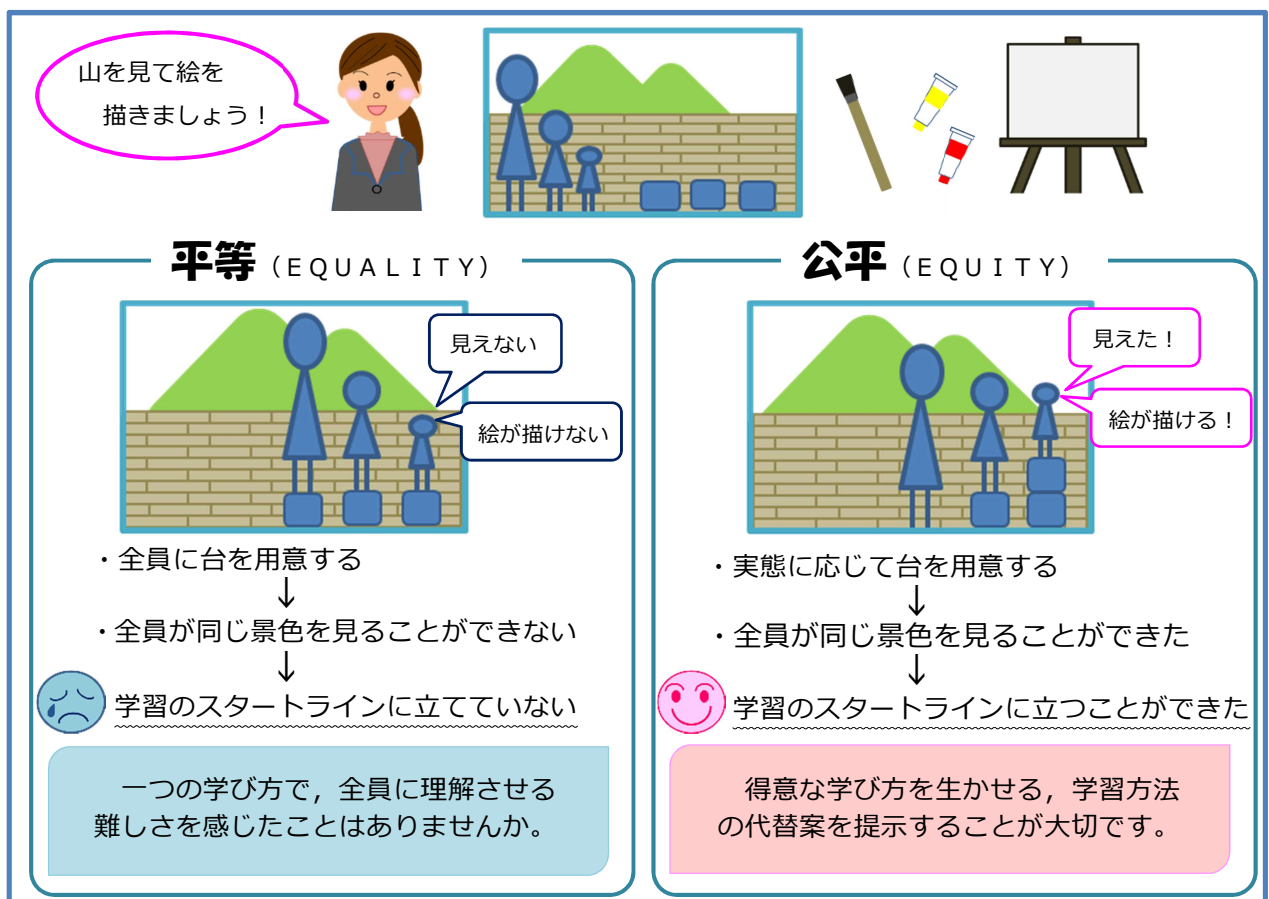 山を見て絵を
描きましょう！
平等（ＥＱＵＡＬＩＴＹ）
見えない
絵が描けない
・全員に台を用意する
↓
・全員が同じ景色を見ることができない
↓
学習のスタートラインに立てていない
一つの学び方で，全員に理解させる
難しさを感じたことはありませんか。
公平（ＥＱＵＩＴＹ）
見えた！
絵が描ける！
・実態に応じて台を用意する
↓
・全員が同じ景色を見ることができた
↓
学習のスタートラインに立つことができた
得意な学び方を生かせる，学習方法
の代替案を提示することが大切です。